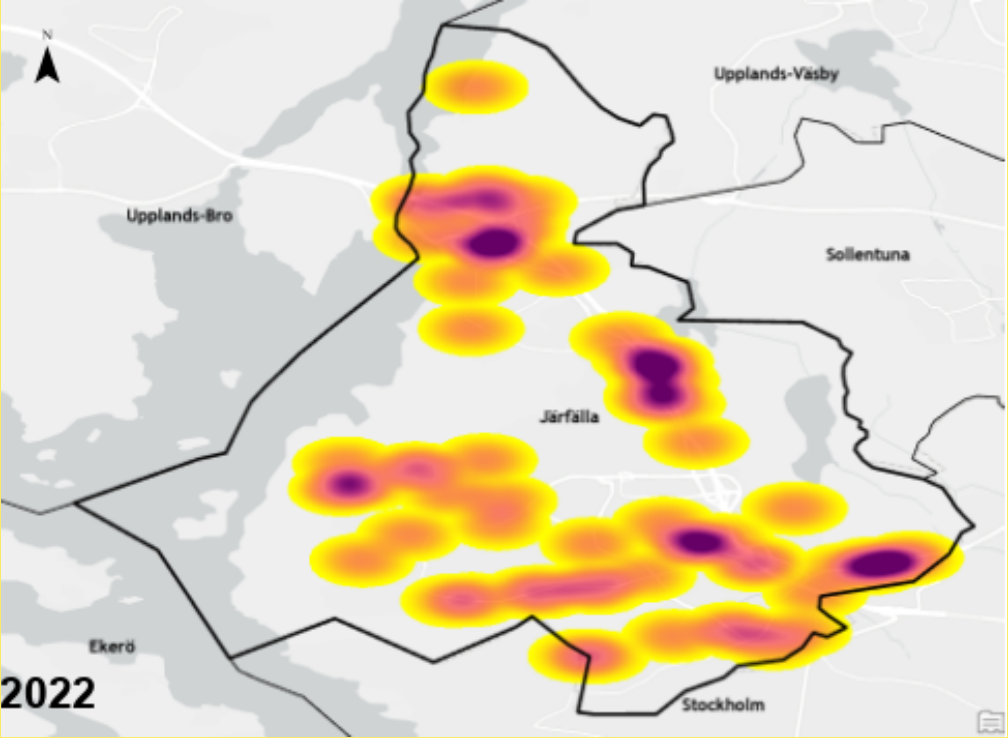 N
Upplands-Väsby
Upplands-Bro
Sollentuna
Järfälla
Ekerö
2022
Stockholm